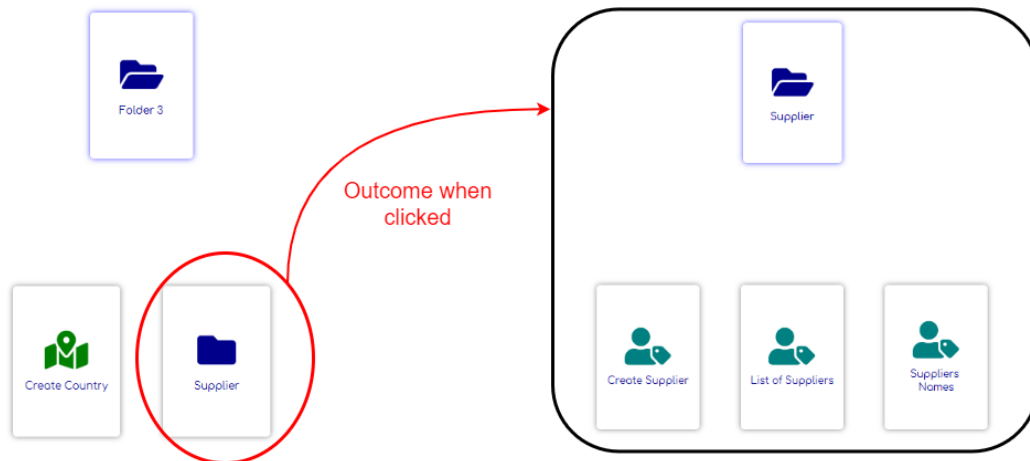 Folder 3
Supplier
Outcome when
clicked
Create Country
Supplier
Create Supplier
List of Suppliers
Suppliers
Names